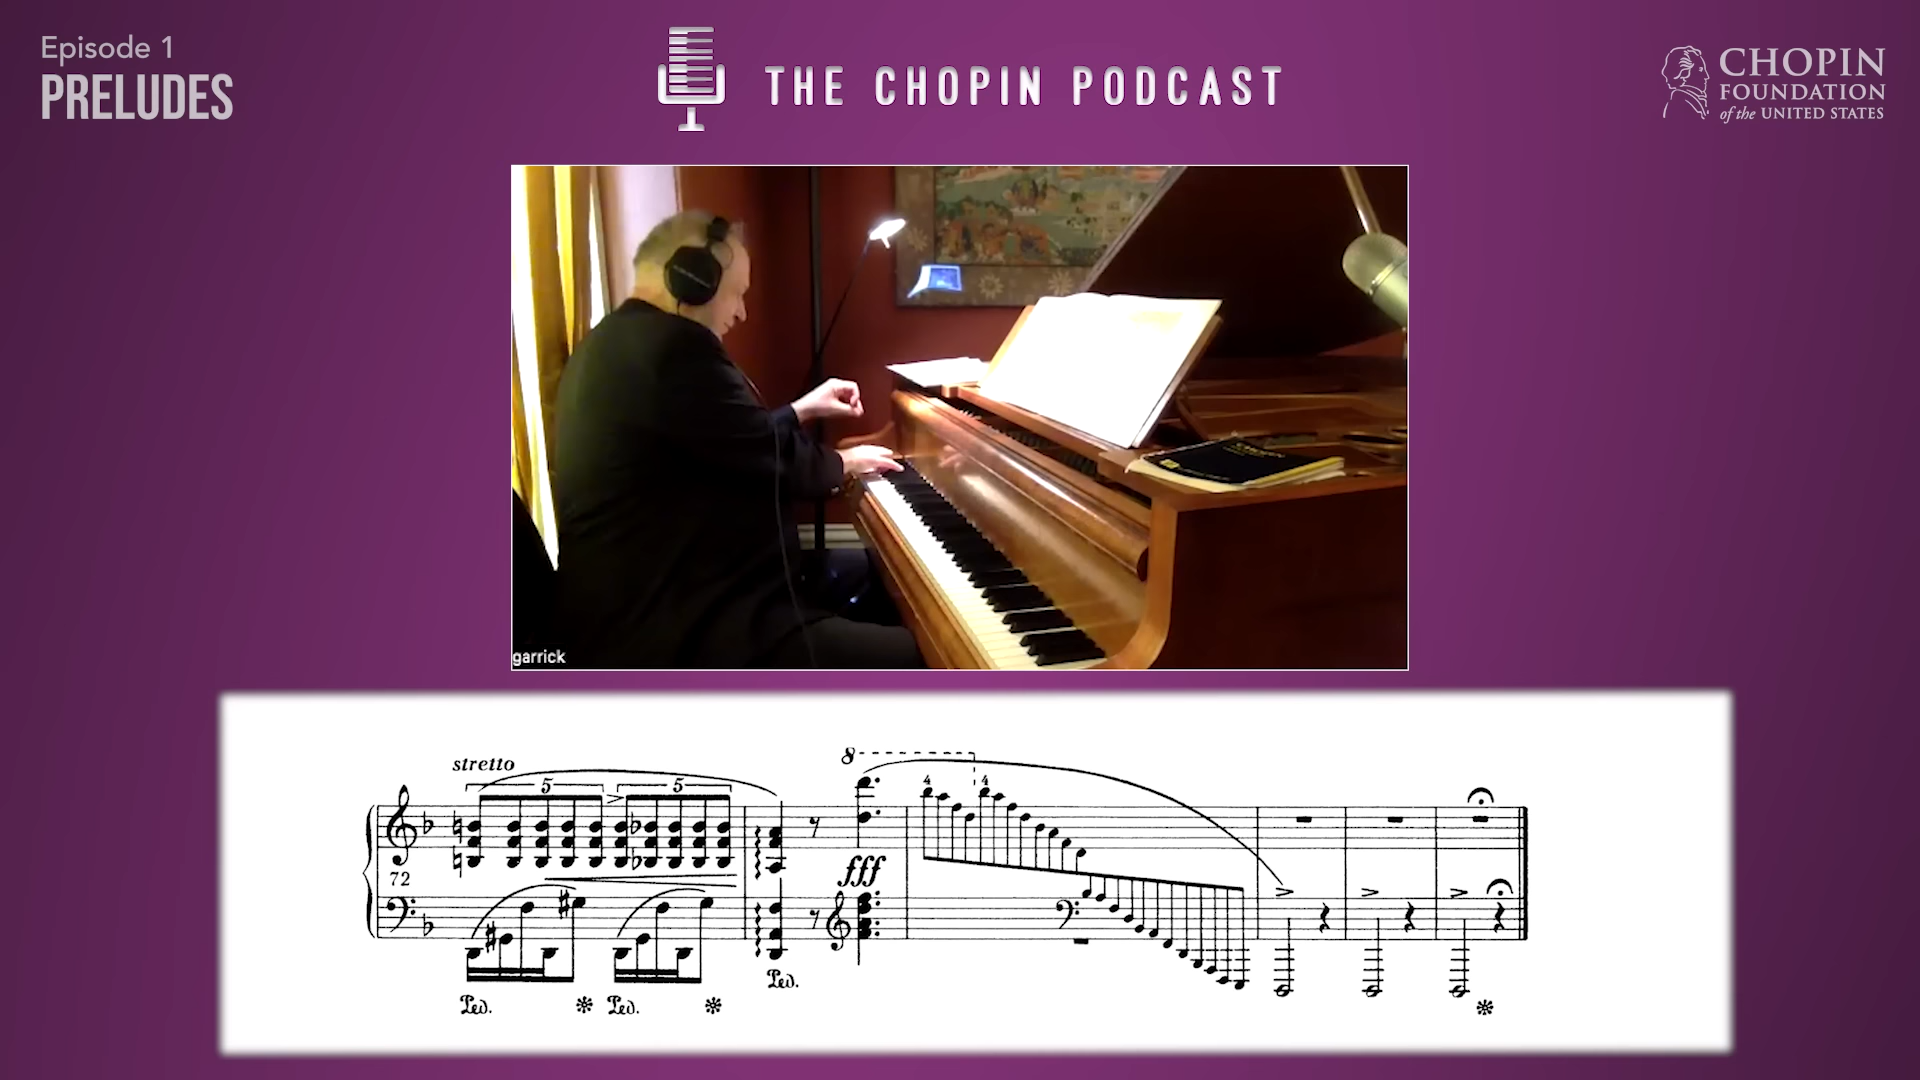 Episode 1
PRELUDES
THE CHOPIN PODCAST
CHOPIN
FOUNDATION
of the UNITED STATES
garrick
stretto
5 5
8
4 4
72
fff
Ped.
Ped. Ped.